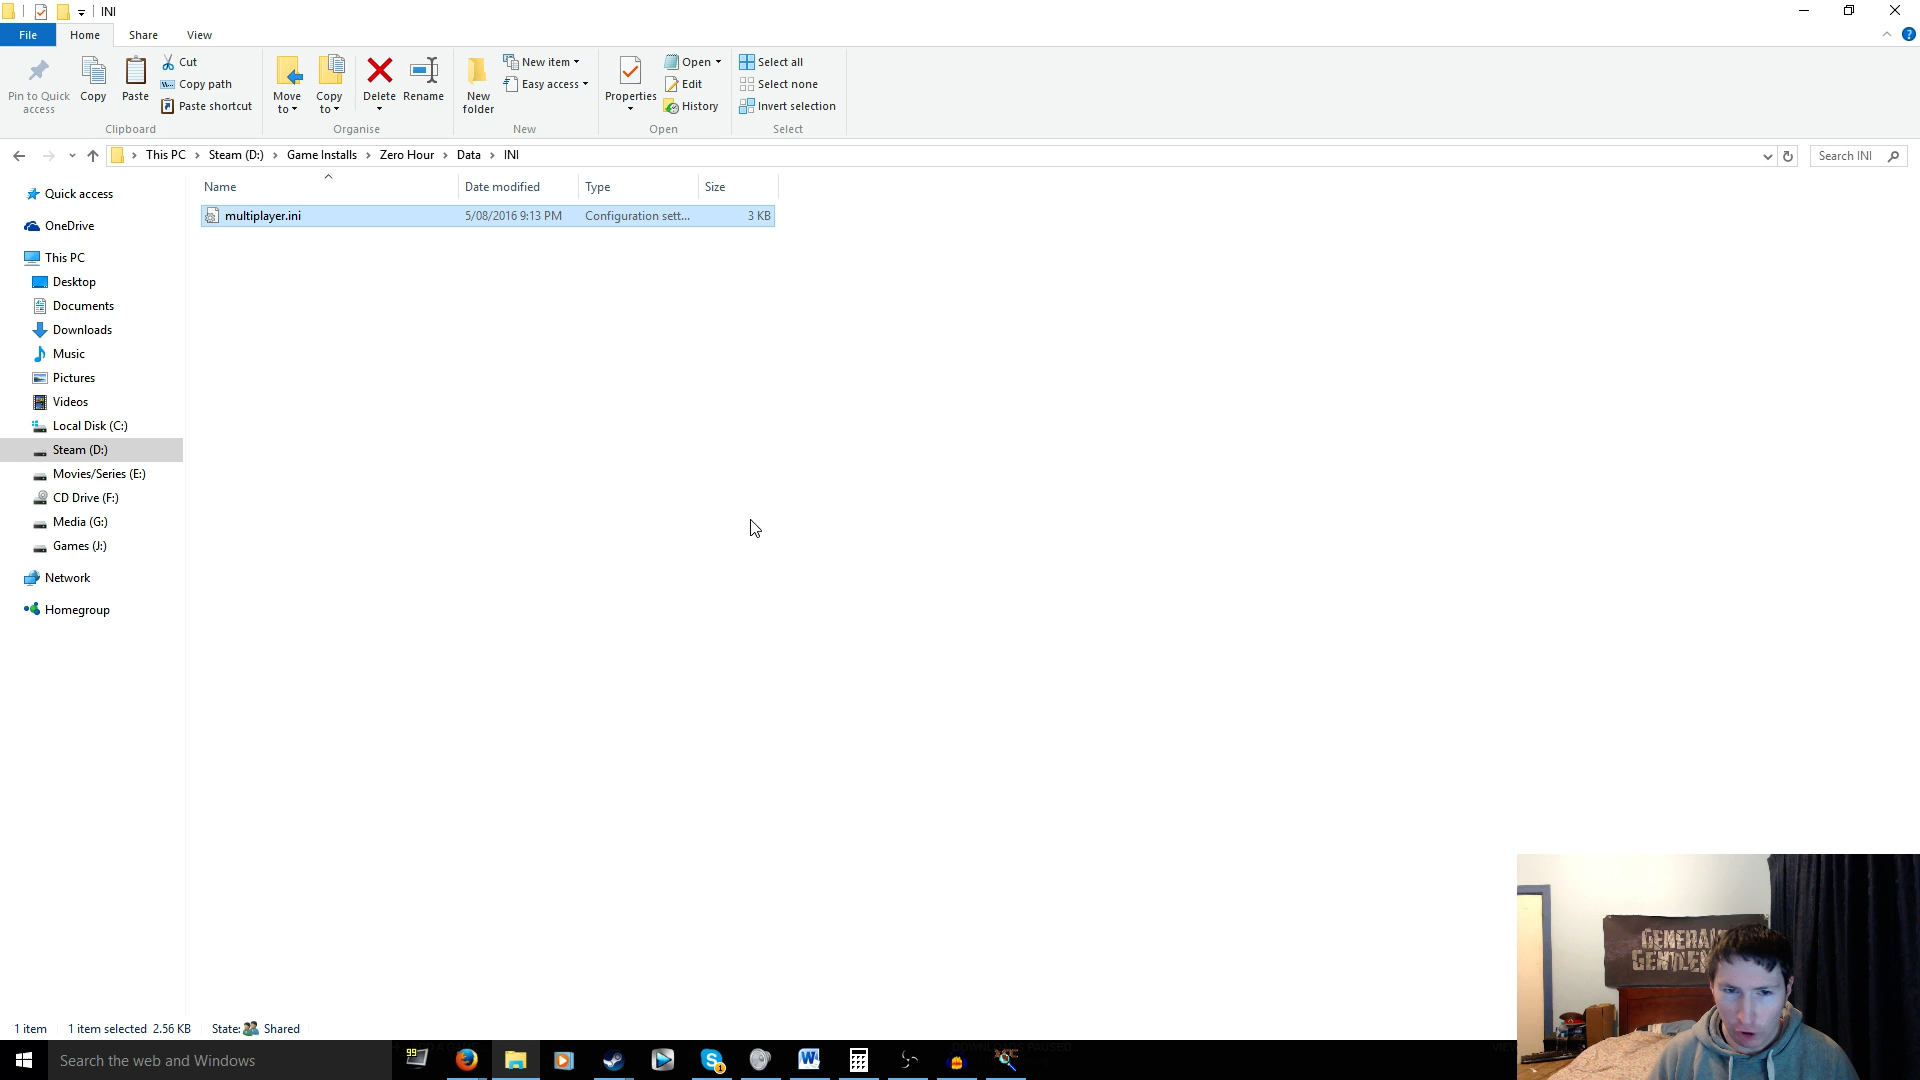 INI
File Home Share View
Pin to Quick access
Copy
Paste
Cut
Copy path
Paste shortcut
Clipboard
Move to
Copy to
Delete
Rename
Organise
New folder
New item
Easy access
New
Properties
Open
Edit
History
Open
Select all
Select none
Invert selection
Select
This PC Steam (D:) Game Installs Zero Hour Data INI
Search INI
Name Date modified Type Size
multiplayer.ini 5/08/2016 9:13 PM Configuration sett... 3 KB
Quick access
OneDrive
This PC
Desktop
Documents
Downloads
Music
Pictures
Videos
Local Disk (C:)
Steam (D:)
Movies/Series (E:)
CD Drive (F:)
Media (G:)
Games (J:)
Network
Homegroup
GENERAL
1 item 1 item selected 2.56 KB State: Shared
Search the web and Windows
99
1